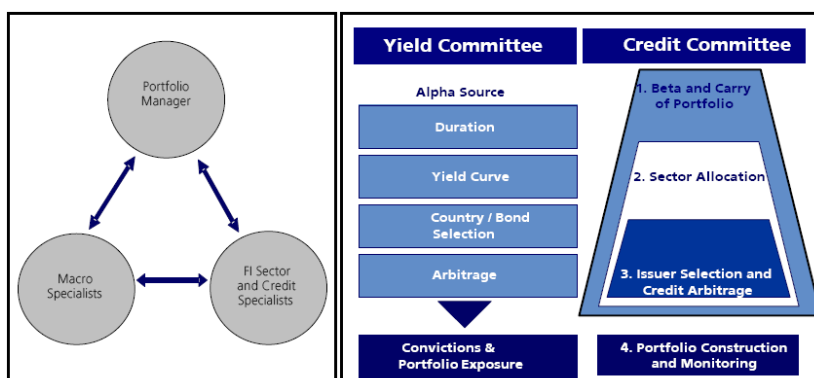 Portfolio
Manager
Macro
Specialists
FI Sector
and Credit
Specialists
Yield Committee
Alpha Source
Duration
Yield Curve
Country / Bond
Selection
Arbitrage
Convictions &
Portfolio Exposure
Credit Committee
1. Beta and Carry
of Portfolio
2. Sector Allocation
3. Issuer Selection and
Credit Arbitrage
4. Portfolio Construction
and Monitoring